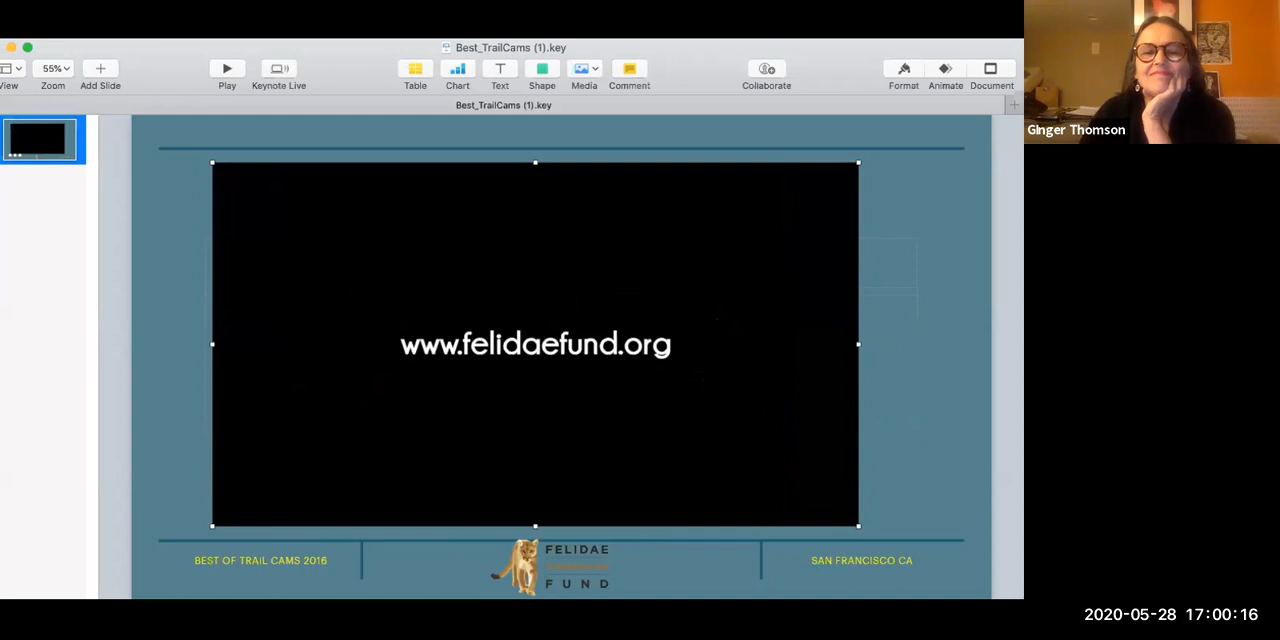 Best_TrailCams (1).key
View
55%
Zoom
Add Slide
Play
Keynote Live
Table
Chart
Text
Shape
Media
Comment
Collaborate
Format
Animate
Document
Best_TrailCams (1).key
Ginger Thomson
www.felidaefund.org
BEST OF TRAIL CAMS 2016
FELIDAE
FUND
SAN FRANCISCO CA
2020-05-28 17:00:16